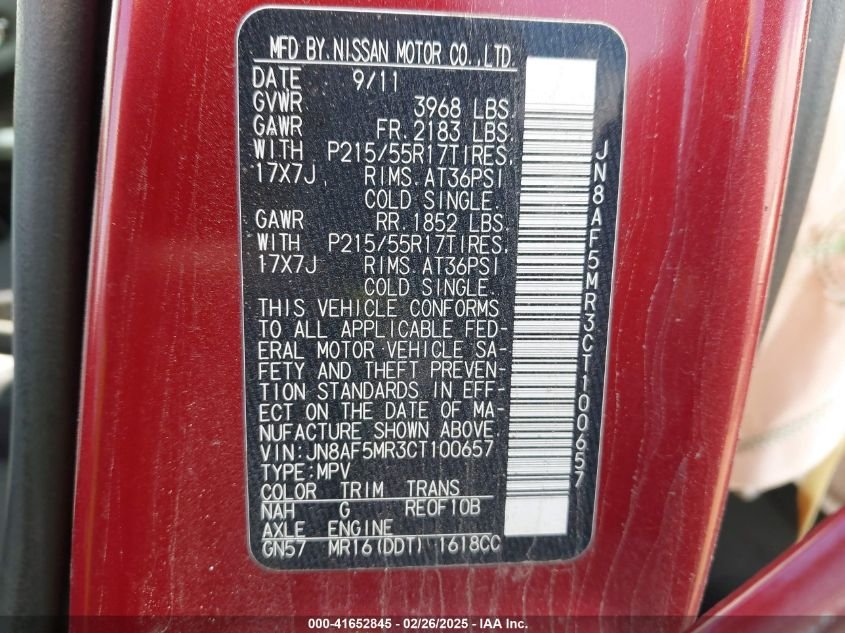 MFD BY NISSAN MOTOR CO., LTD.
DATE 9/11
GVWR 3968 LBS
GAWR FR. 2183 LBS.
WITH P215/55R17TIRES,
17X7J RIMS. AT36PSI
COLD SINGLE.
GAWR RR. 1852 LBS
WITH P215/55R17TIRES,
17X7J RIMS. AT36PSI
COLD SINGLE.
THIS VEHICLE CONFORMS
TO ALL APPLICABLE FED-
ERAL MOTOR VEHICLE SA-
FETY AND THEFT PREVEN-
TION STANDARDS IN EFF-
ECT ON THE DATE OF MA-
NUFACTURE SHOWN ABOVE.
VIN:JN8AF5MR3CT100657
TYPE:MPV
COLOR TRIM TRANS
NAH G RE0F10B
AXLE ENGINE
GN57 MR16(DDT) 1618CC
JN8AF5MR3CT100657
000-41652845 - 02/26/2025 - IAA Inc.